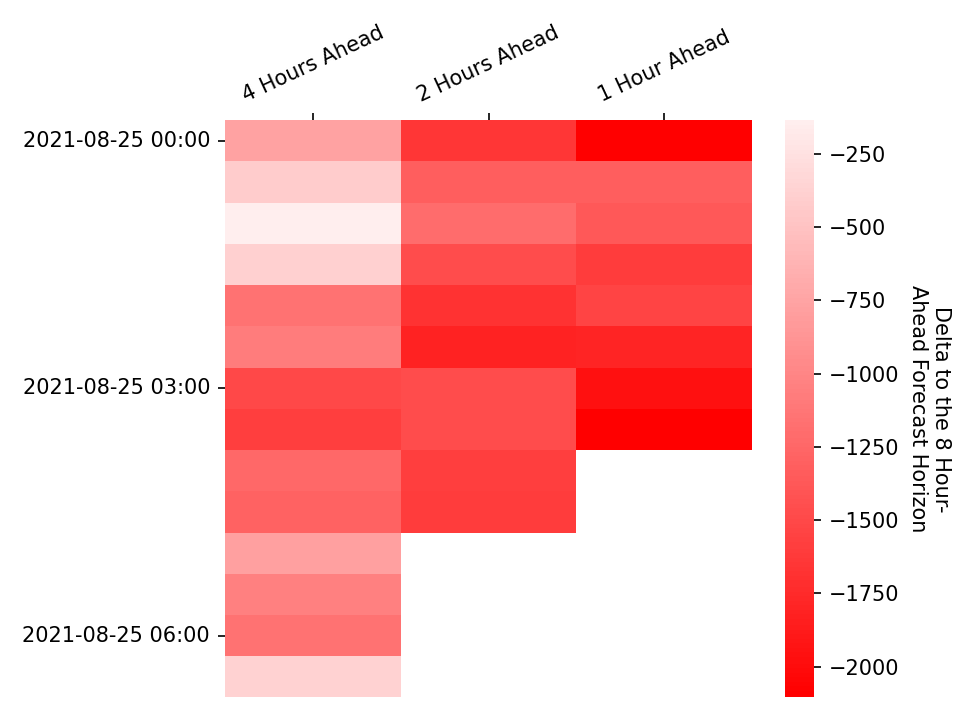 4 Hours Ahead
2 Hours Ahead
1 Hour Ahead
2021-08-25 00:00
2021-08-25 03:00
2021-08-25 06:00
−250
−500
−750
−1000
−1250
−1500
−1750
−2000
Delta to the 8 Hour-
Ahead Forecast Horizon